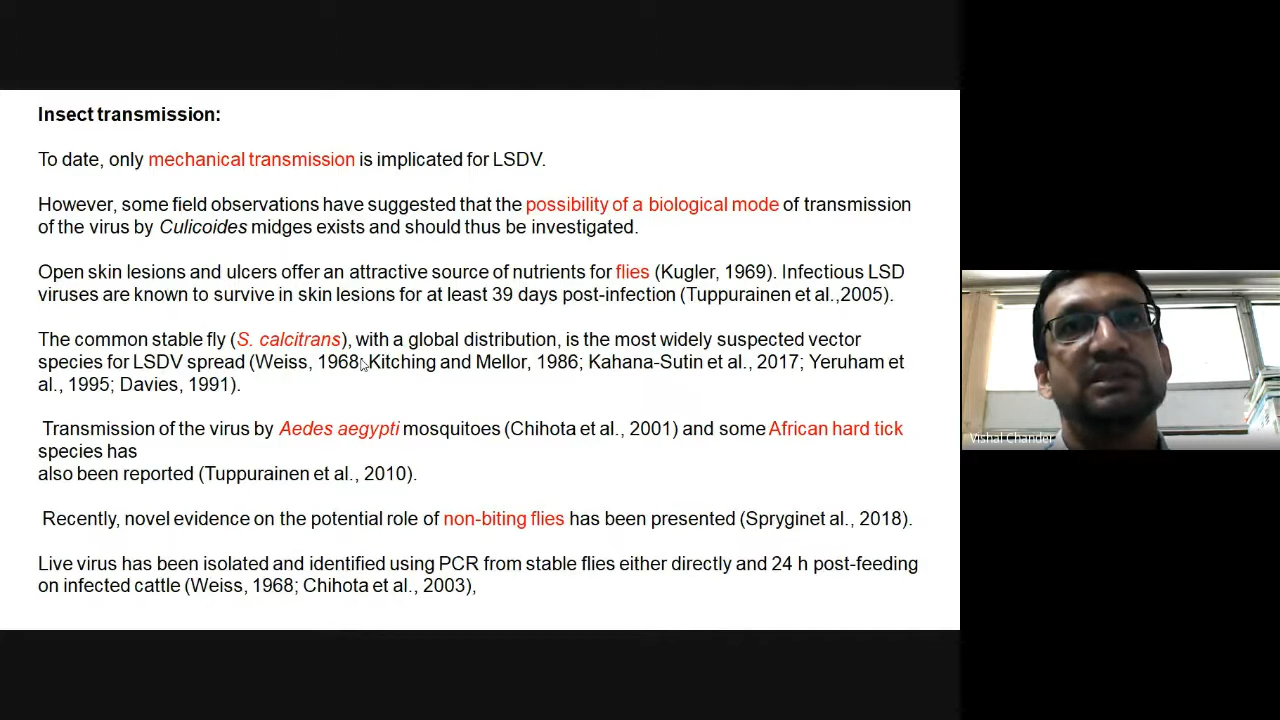 Insect transmission:
To date, only mechanical transmission is implicated for LSDV.
However, some field observations have suggested that the possibility of a biological mode of transmission
of the virus by Culicoides midges exists and should thus be investigated.
Open skin lesions and ulcers offer an attractive source of nutrients for flies (Kugler, 1969). Infectious LSD
viruses are known to survive in skin lesions for at least 39 days post-infection (Tuppurainen et al.,2005).
The common stable fly (S. calcitrans), with a global distribution, is the most widely suspected vector
species for LSDV spread (Weiss, 1968; Kitching and Mellor, 1986; Kahana-Sutin et al., 2017; Yeruham et
al., 1995; Davies, 1991).
Transmission of the virus by Aedes aegypti mosquitoes (Chihota et al., 2001) and some African hard tick
species has
also been reported (Tuppurainen et al., 2010).
Recently, novel evidence on the potential role of non-biting flies has been presented (Spryginet al., 2018).
Live virus has been isolated and identified using PCR from stable flies either directly and 24 h post-feeding
on infected cattle (Weiss, 1968; Chihota et al., 2003),
Vishal Chander